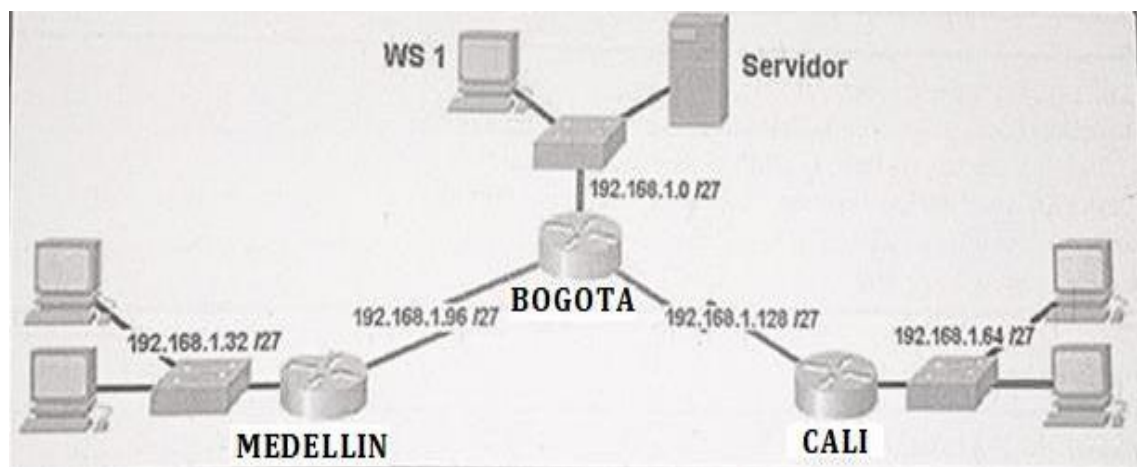 WS 1
Servidor
192.168.1.0 /27
BOGOTA
192.168.1.96 /27
192.168.1.128 /27
192.168.1.32 /27
192.168.1.64 /27
MEDELLIN
CALI